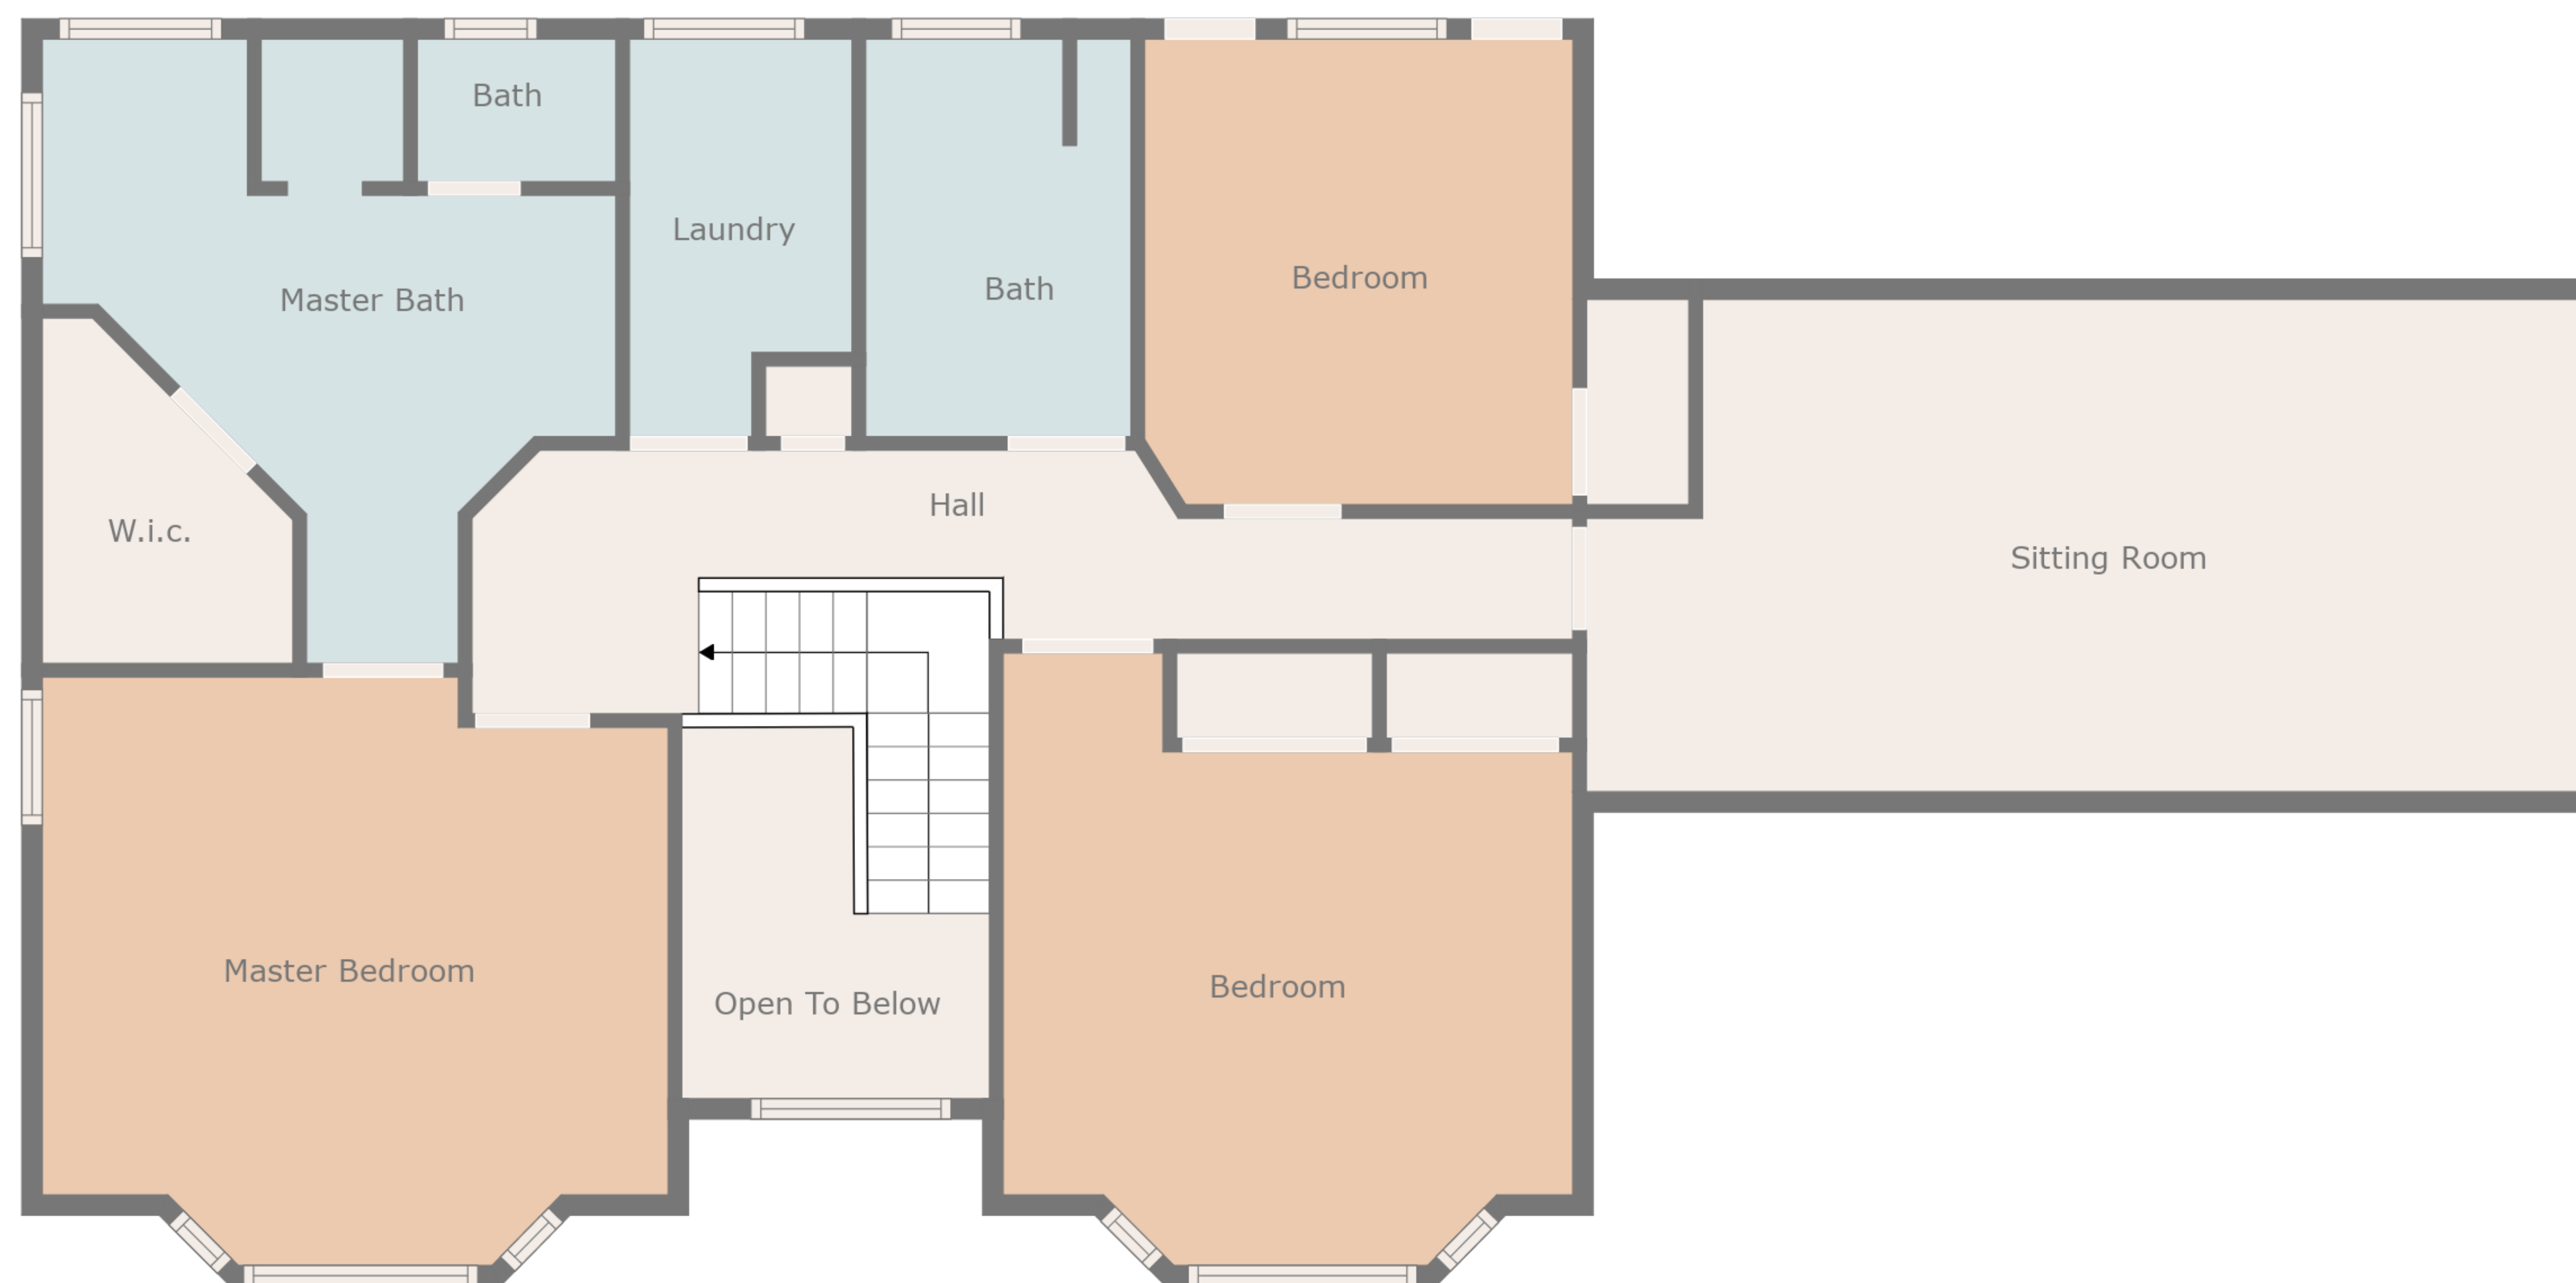 Bath
Laundry
Bedroom
Bath
Master Bath
Hall
W.i.c.
Sitting Room
Master Bedroom
Bedroom
Open To Below